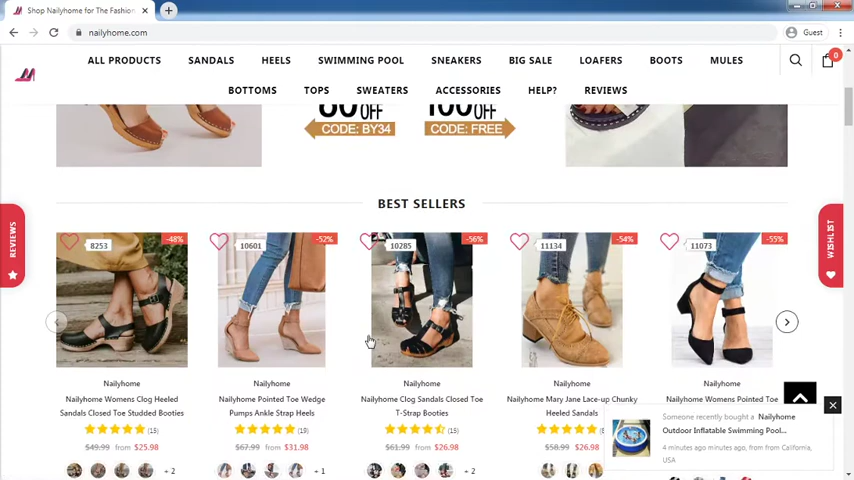 Shop Nailyhome for The Fashion
nailyhome.com
Guest
ALL PRODUCTS SANDALS HEELS SWIMMING POOL SNEAKERS BIG SALE LOAFERS BOOTS MULES
0
BOTTOMS TOPS SWEATERS ACCESSORIES HELP? REVIEWS
OFF OFF
CODE: BY34 CODE: FREE
BEST SELLERS
REVIEWS
WISHLIST
8253 -48% 10601 -52% 10285 -56% 11134 -54% 11073 -55%
Nailyhome Nailyhome Nailyhome Nailyhome Nailyhome
Nailyhome Womens Clog Heeled
Sandals Closed Toe Studded Booties
(15)
$49.99 from $25.98
+ 2
Nailyhome Pointed Toe Wedge
Pumps Ankle Strap Heels
(19)
$67.99 from $31.98
+ 1
Nailyhome Clog Sandals Closed Toe
T-Strap Booties
(15)
$61.99 from $26.98
+ 2
Nailyhome Mary Jane Lace-up Chunky
Heeled Sandals
$58.99 $26.98
Nailyhome Womens Pointed Toe
Someone recently bought a Nailyhome
Outdoor Inflatable Swimming Pool...
4 minutes ago minutes ago, from from California,
USA